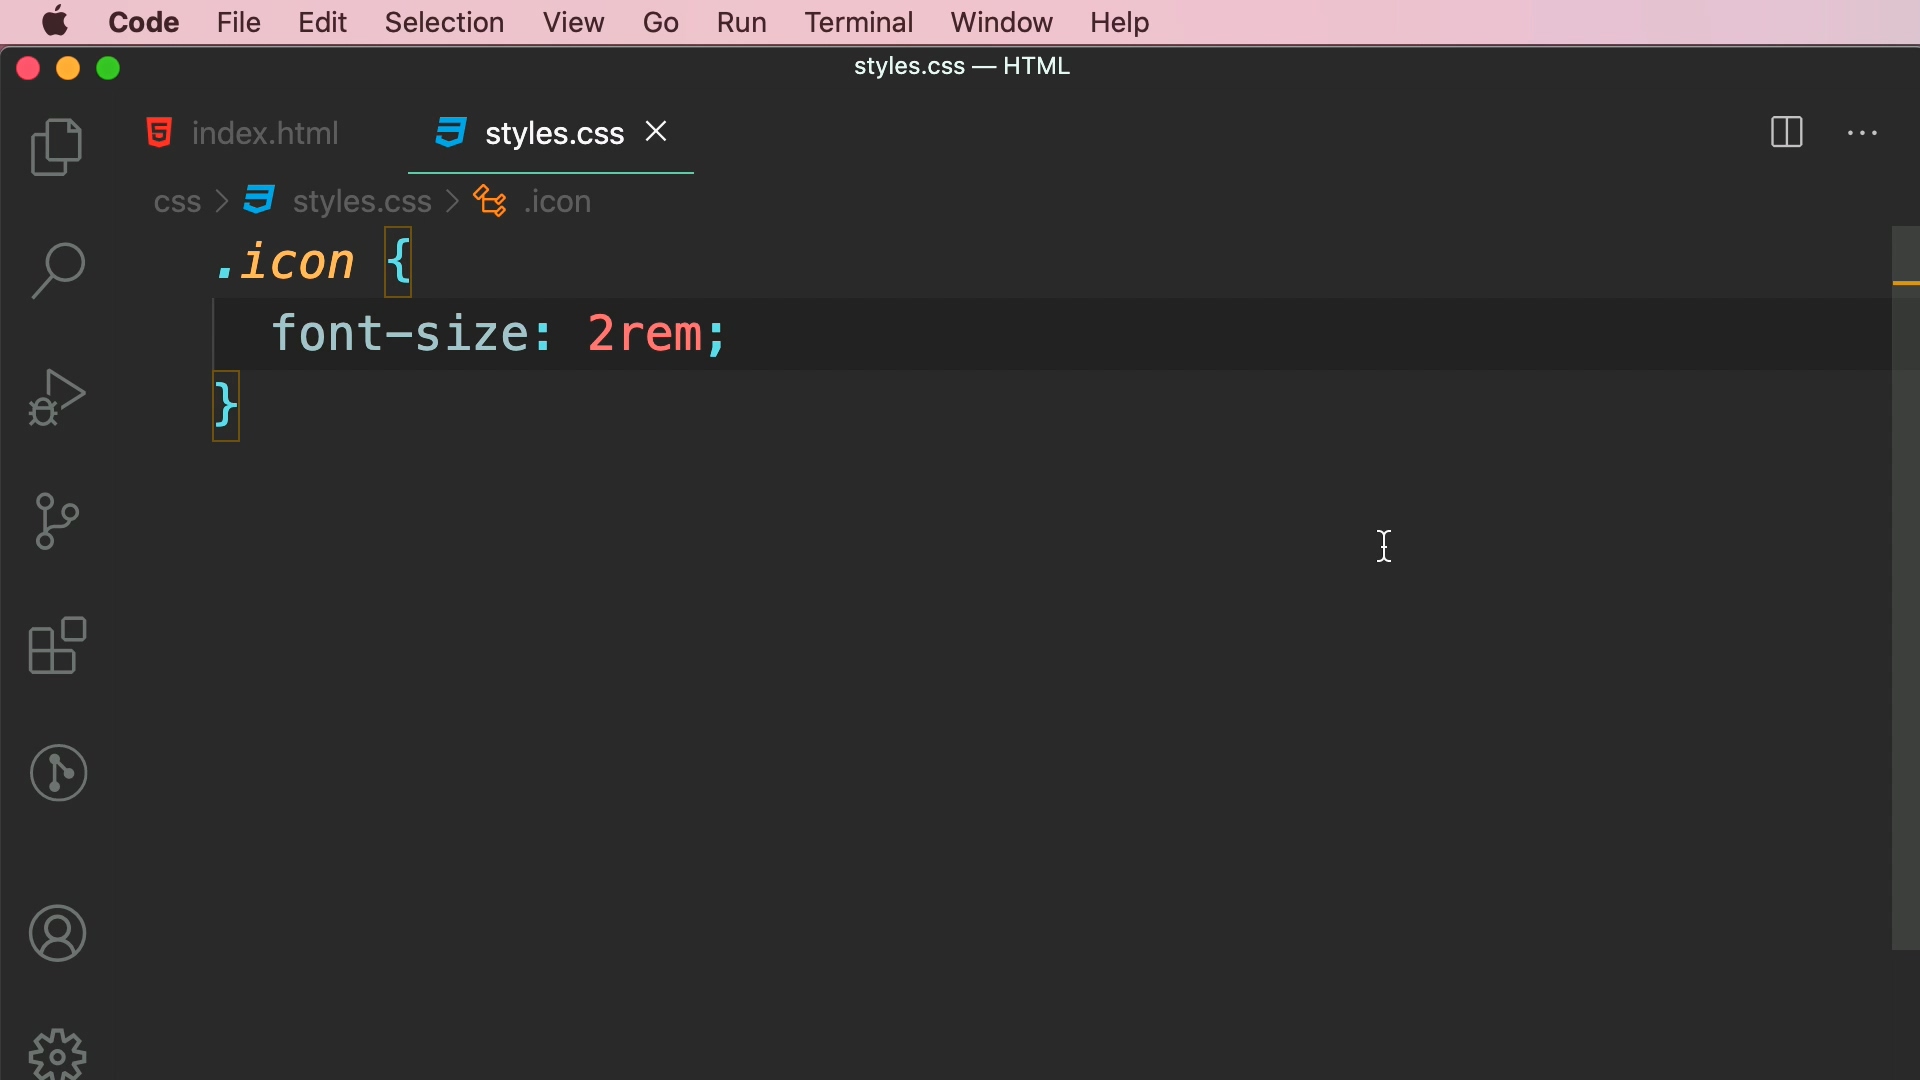 Code File Edit Selection View Go Run Terminal Window Help
styles.css — HTML
index.html styles.css
css > styles.css > .icon
.icon {
font-size: 2rem;
}